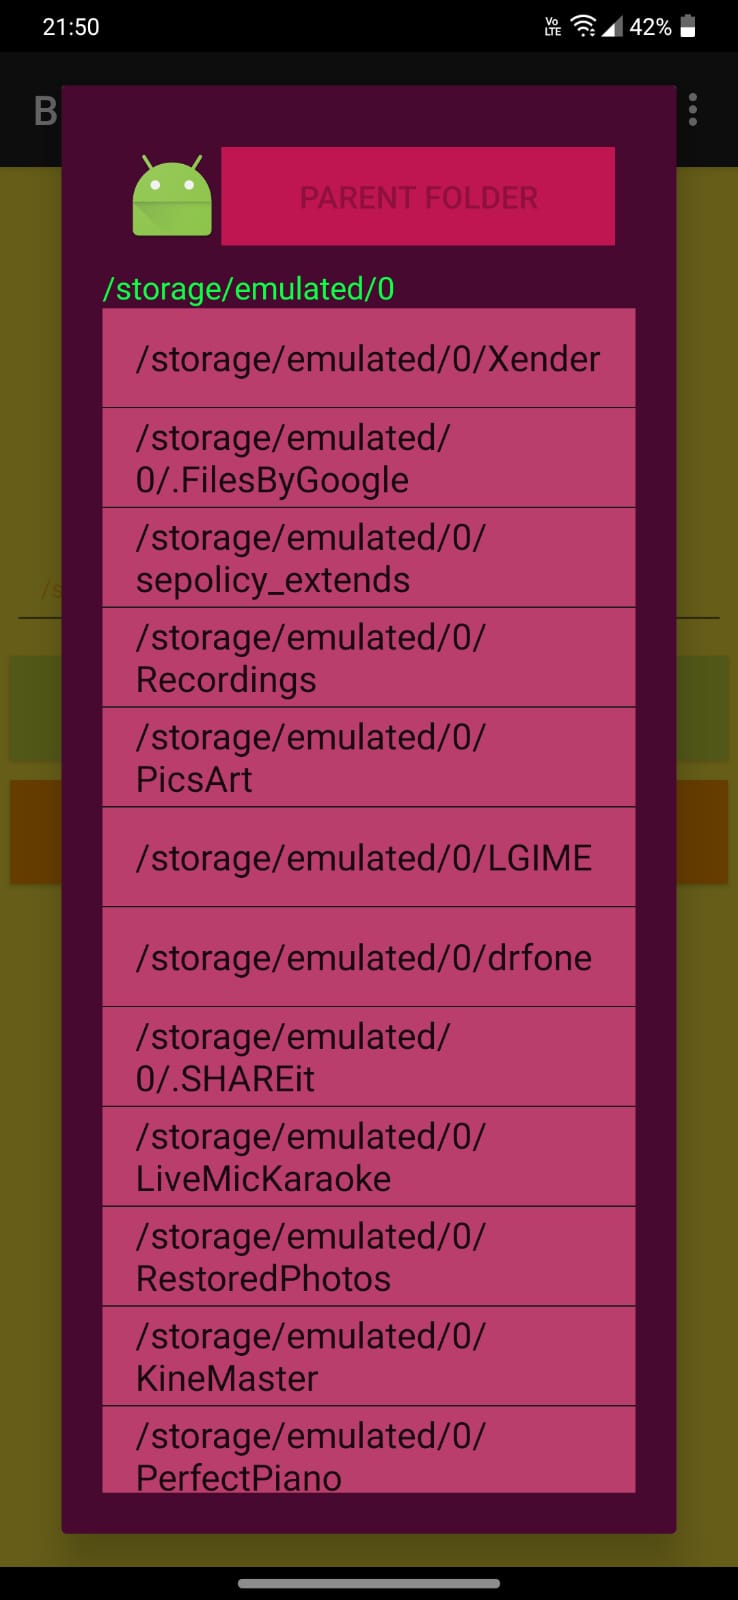 21:50
Vo LTE 42%
B
PARENT FOLDER
/storage/emulated/0
/storage/emulated/0/Xender
/storage/emulated/
0/.FilesByGoogle
/storage/emulated/0/
sepolicy_extends
/s
/storage/emulated/0/
Recordings
/storage/emulated/0/
PicsArt
/storage/emulated/0/LGIME
/storage/emulated/0/drfone
/storage/emulated/
0/.SHAREit
/storage/emulated/0/
LiveMicKaraoke
/storage/emulated/0/
RestoredPhotos
/storage/emulated/0/
KineMaster
/storage/emulated/0/
PerfectPiano